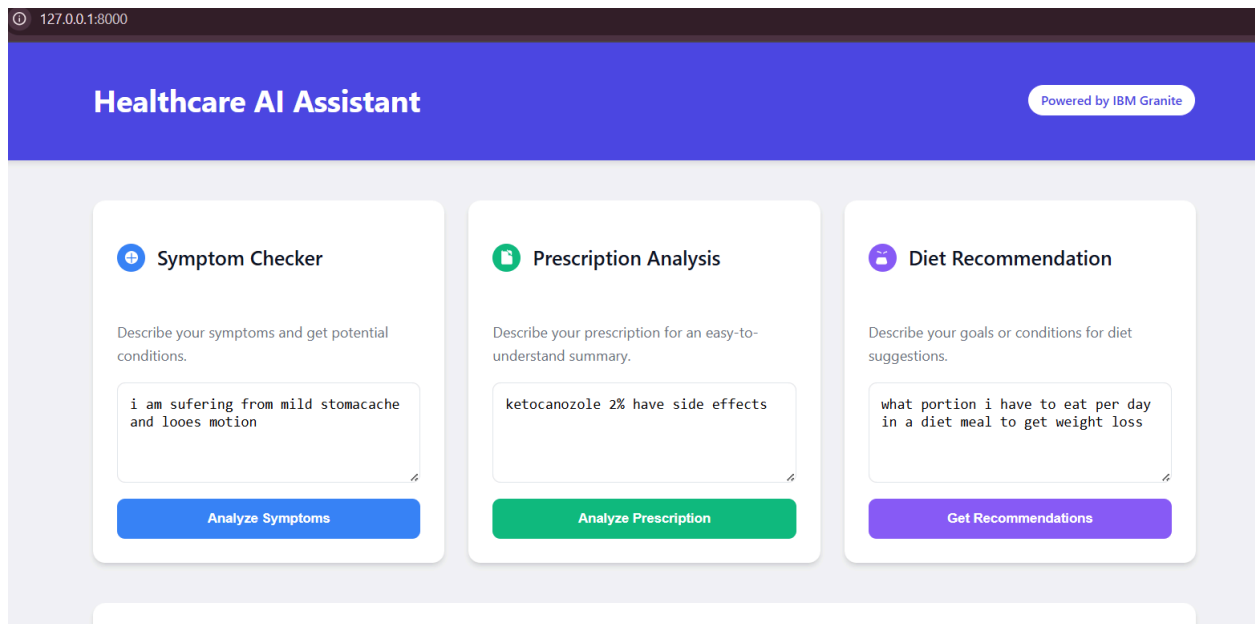 127.0.0.1:8000
Healthcare AI Assistant
Powered by IBM Granite
Symptom Checker
Describe your symptoms and get potential
conditions.
i am sufering from mild stomacache
and looes motion
Analyze Symptoms
Prescription Analysis
Describe your prescription for an easy-to-
understand summary.
ketocanozole 2% have side effects
Analyze Prescription
Diet Recommendation
Describe your goals or conditions for diet
suggestions.
what portion i have to eat per day
in a diet meal to get weight loss
Get Recommendations